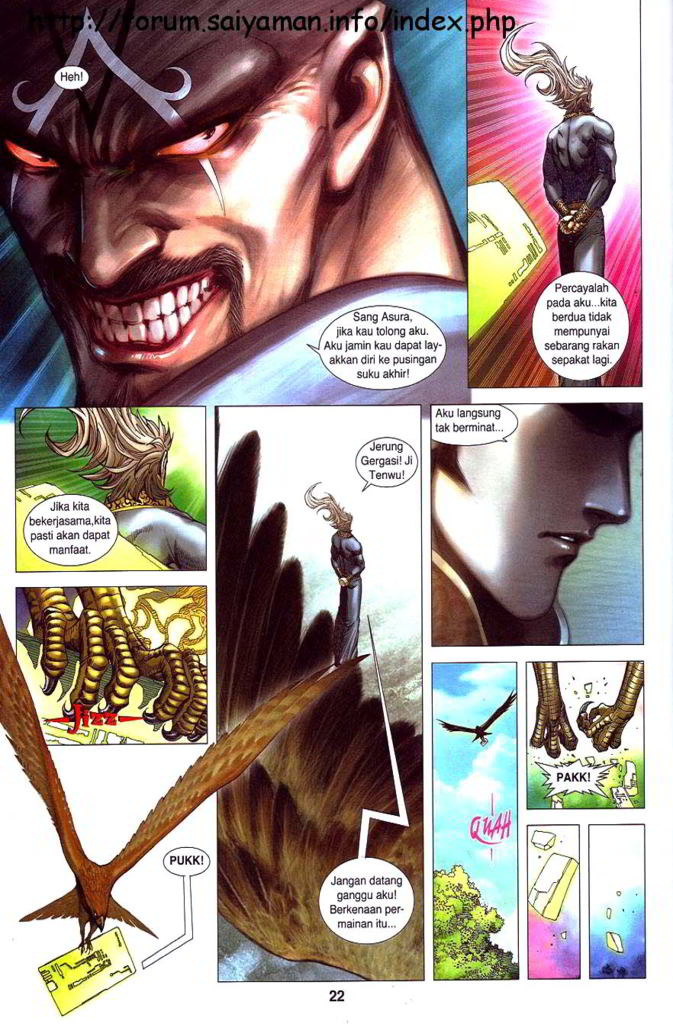 http://forum.saiyaman.info/index.php
Heh!
Sang Asura,
jika kau tolong aku.
Aku jamin kau dapat lay-
akkan diri ke pusingan
suku akhir!
Percayalah
pada aku...kita
berdua tidak
mempunyai
sebarang rakan
sepakat lagi.
Jika kita
bekerjasama,kita
pasti akan dapat
manfaat.
Jerung
Gergasi! Ji
Tenwu!
Aku langsung
tak berminat...
Jizz
PUKK!
Jangan datang
ganggu aku!
Berkenaan per-
mainan itu...
QUAH
PAKK!
22